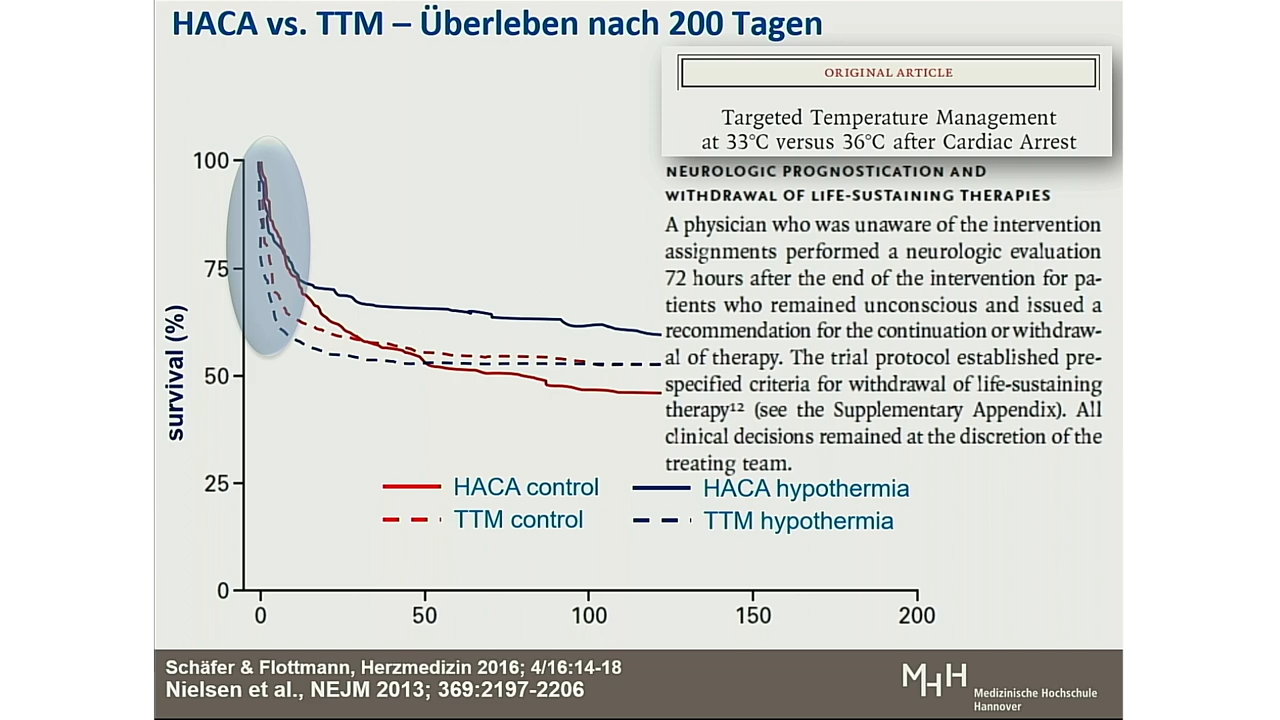 HACA vs. TTM – Überleben nach 200 Tagen
ORIGINAL ARTICLE
Targeted Temperature Management
at 33°C versus 36°C after Cardiac Arrest
NEUROLOGIC PROGNOSTICATION AND
WITHDRAWAL OF LIFE-SUSTAINING THERAPIES
A physician who was unaware of the intervention
assignments performed a neurologic evaluation
72 hours after the end of the intervention for pa-
tients who remained unconscious and issued a
recommendation for the continuation or withdraw-
al of therapy. The trial protocol established pre-
specified criteria for withdrawal of life-sustaining
therapy¹² (see the Supplementary Appendix). All
clinical decisions remained at the discretion of the
treating team.
survival (%)
100
75
50
25
0
HACA control
HACA hypothermia
TTM control
TTM hypothermia
0 50 100 150 200
Schäfer & Flottmann, Herzmedizin 2016; 4/16:14-18
Nielsen et al., NEJM 2013; 369:2197-2206
MHH
Medizinische Hochschule
Hannover